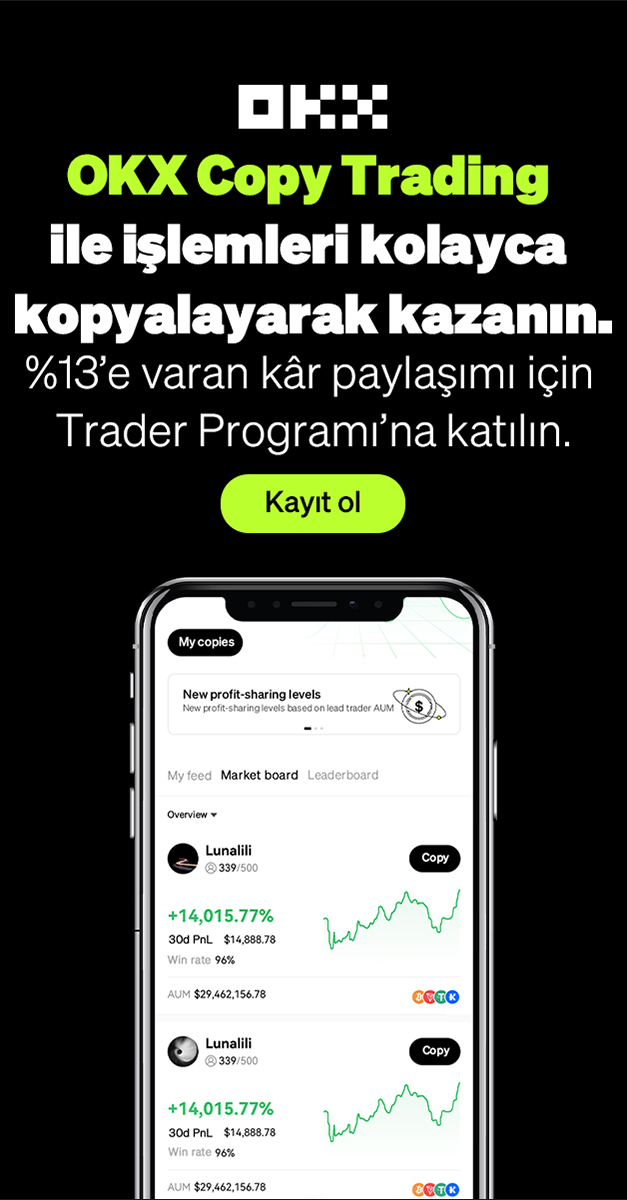 OKX
OKX Copy Trading
ile işlemleri kolayca
kopyalayarak kazanın.
%13’e varan kâr paylaşımı için
Trader Programı’na katılın.
Kayıt ol
My copies
New profit-sharing levels
New profit-sharing levels based on lead trader AUM
$
My feed Market board Leaderboard
Overview
Lunalili
339/500
Copy
+14,015.77%
30d PnL $14,888.78
Win rate 96%
AUM $29,462,156.78
Lunalili
339/500
Copy
+14,015.77%
30d PnL $14,888.78
Win rate 96%
AUM $29,462,156.78